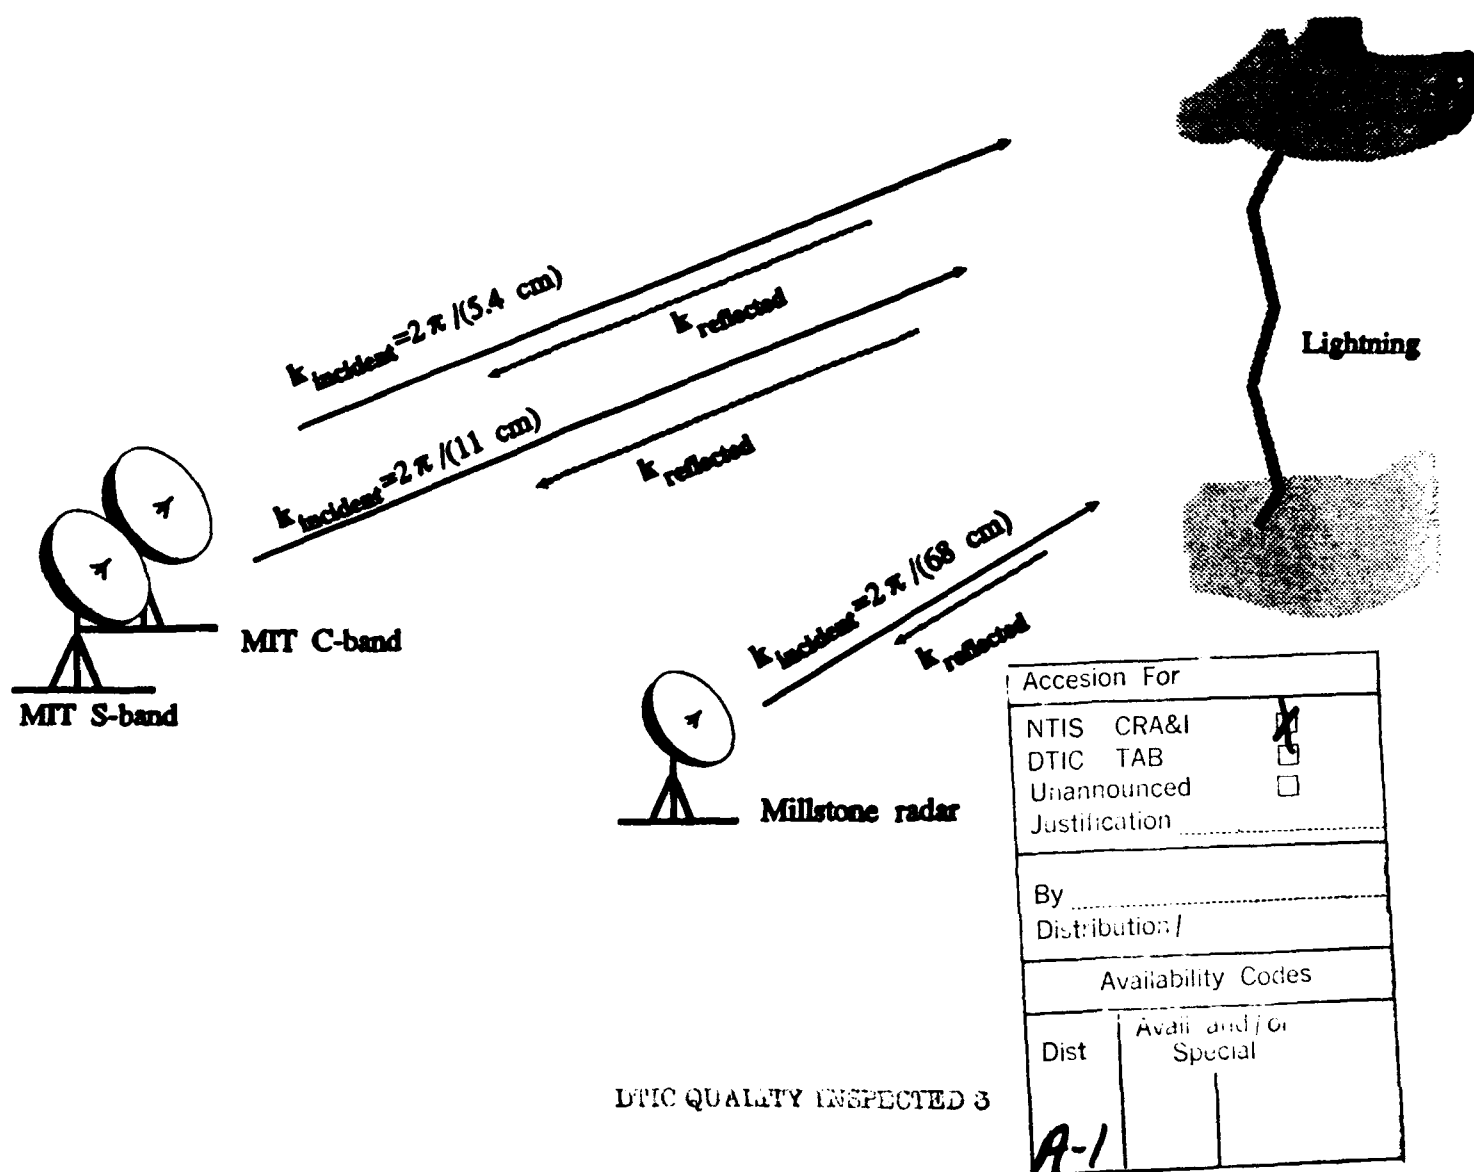 k incident=2π/(5.4 cm)
k reflected
Lightning
k incident=2π/(11 cm)
k reflected
k incident=2π/(68 cm)
k reflected
MIT C-band
MIT S-band
Millstone radar
Accesion For
NTIS CRA&I
DTIC TAB
Unannounced
Justification
By
Distribution /
Availability Codes
Dist
Avail and/or
Special
A-1
DTIC QUALITY INSPECTED 3